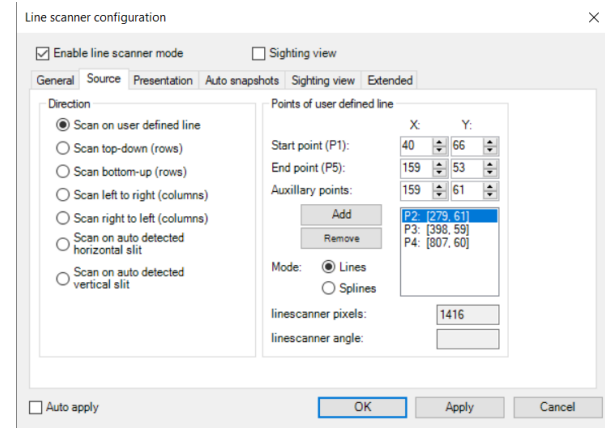 Line scanner configuration
Enable line scanner mode
Sighting view
General Source Presentation Auto snapshots Sighting view Extended
Direction
Scan on user defined line
Scan top-down (rows)
Scan bottom-up (rows)
Scan left to right (columns)
Scan right to left (columns)
Scan on auto detected
horizontal slit
Scan on auto detected
vertical slit
Points of user defined line
X: Y:
Start point (P1): 40 66
End point (P5): 159 53
Auxillary points: 159 61
Add
Remove
P2: [279, 61]
P3: [398, 59]
P4: [807, 60]
Mode: Lines
Splines
linescanner pixels: 1416
linescanner angle:
Auto apply
OK
Apply
Cancel